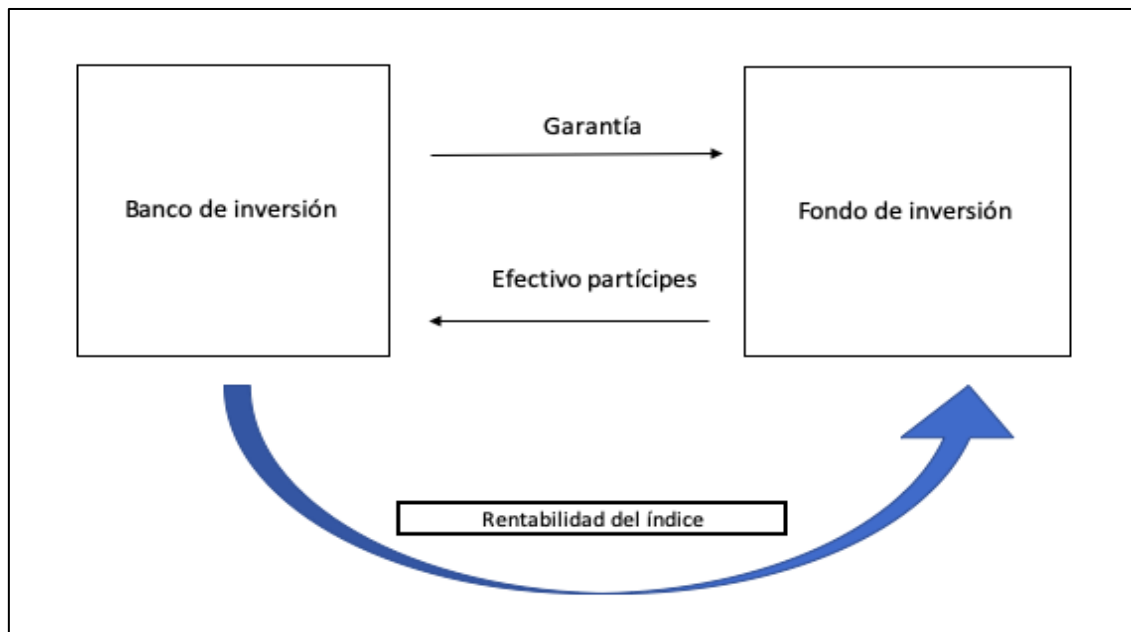 Garantía
Banco de inversión
Fondo de inversión
Efectivo partícipes
Rentabilidad del índice